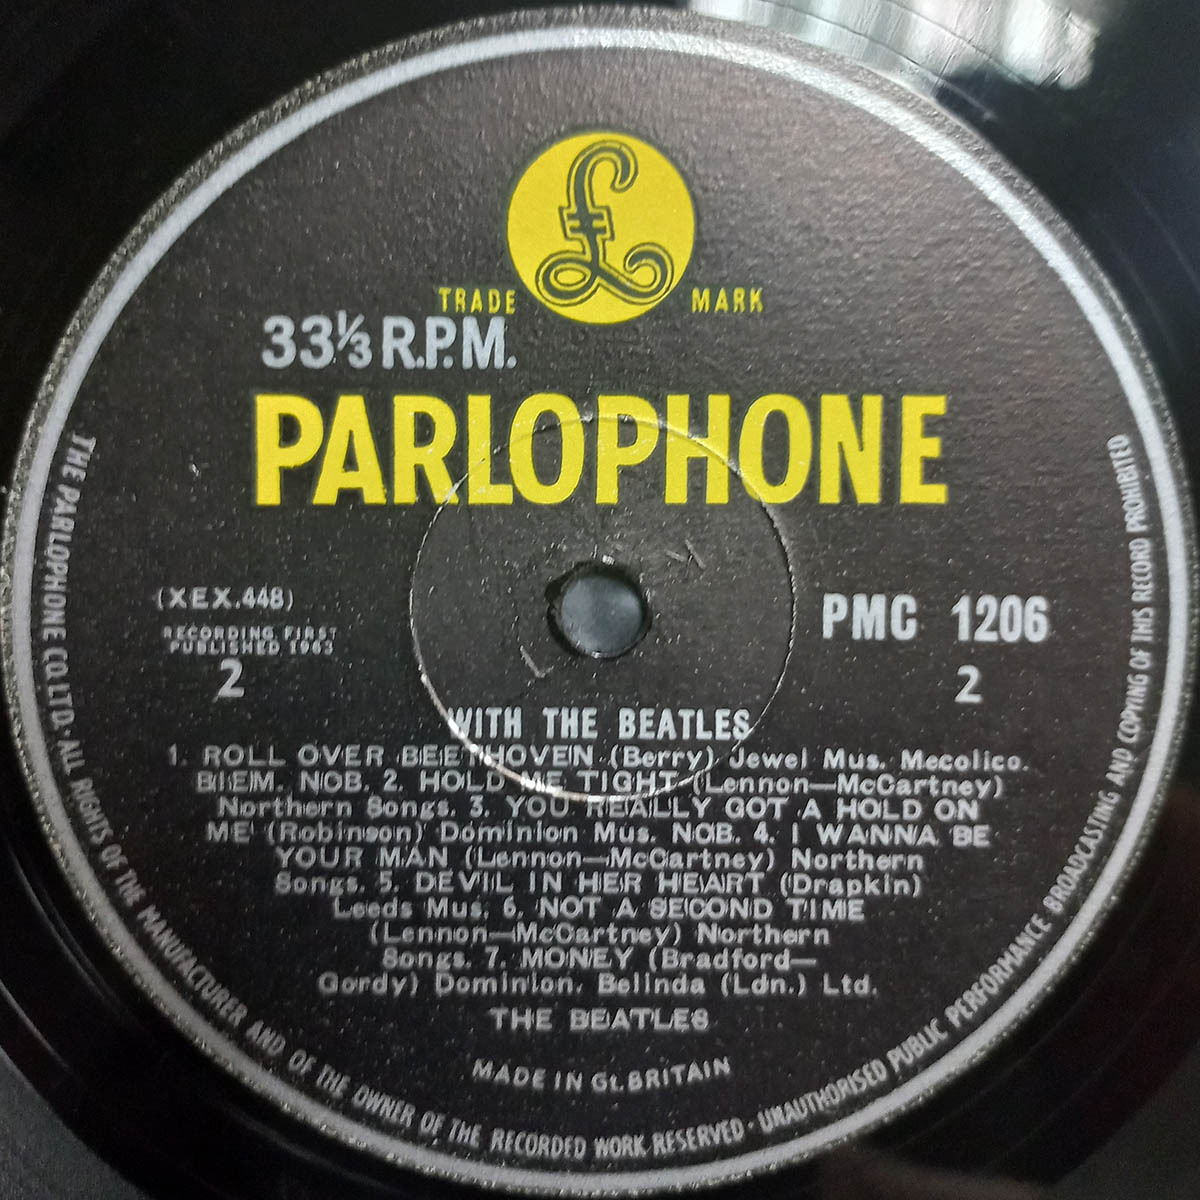 £
TRADE MARK
33⅓ R.P.M.
PARLOPHONE
(XEX.448)
RECORDING FIRST
PUBLISHED 1963
2
PMC 1206
2
WITH THE BEATLES
1. ROLL OVER BEETHOVEN (Berry) Jewel Mus. Mecolico.
BIEM. NCB. 2. HOLD ME TIGHT (Lennon—McCartney)
Northern Songs. 3. YOU REALLY GOT A HOLD ON
ME (Robinson) Dominion Mus. NCB. 4. I WANNA BE
YOUR MAN (Lennon—McCartney) Northern
Songs. 5. DEVIL IN HER HEART (Drapkin)
Leeds Mus. 6. NOT A SECOND TIME
(Lennon—McCartney) Northern
Songs. 7. MONEY (Bradford—
Gordy) Dominion, Belinda (Ldn.) Ltd.
THE BEATLES
MADE IN Gt. BRITAIN
THE PARLOPHONE CO. LTD · ALL RIGHTS OF THE MANUFACTURER AND OF THE OWNER OF THE RECORDED WORK RESERVED · UNAUTHORISED PUBLIC PERFORMANCE BROADCASTING AND COPYING OF THIS RECORD PROHIBITED